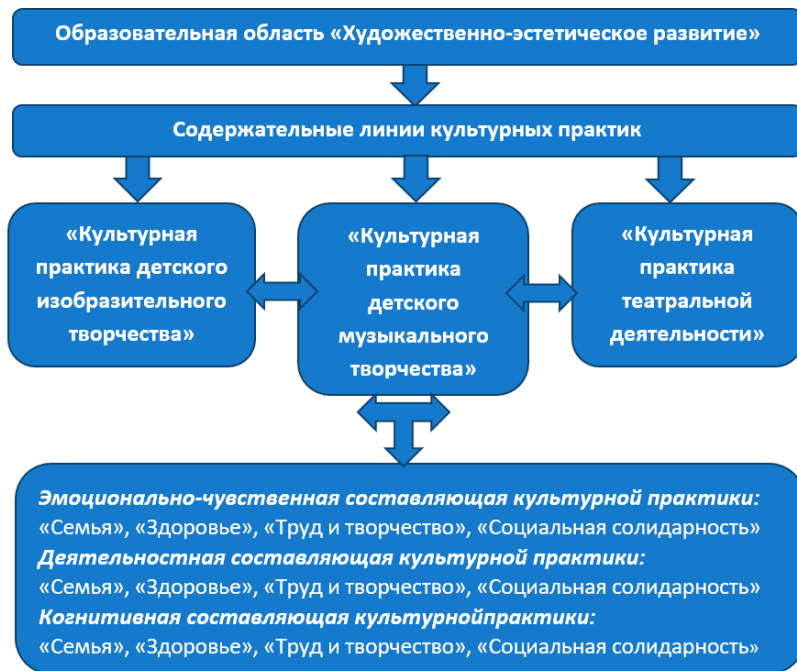 Образовательная область «Художественно-эстетическое развитие»
Содержательные линии культурных практик
«Культурная
практика детского
изобразительного
творчества»
«Культурная
практика
детского
музыкального
творчества»
«Культурная
практика
театральной
деятельности»
Эмоционально-чувственная составляющая культурной практики:
«Семья», «Здоровье», «Труд и творчество», «Социальная солидарность»
Деятельностная составляющая культурной практики:
«Семья», «Здоровье», «Труд и творчество», «Социальная солидарность»
Когнитивная составляющая культурнойпрактики:
«Семья», «Здоровье», «Труд и творчество», «Социальная солидарность»